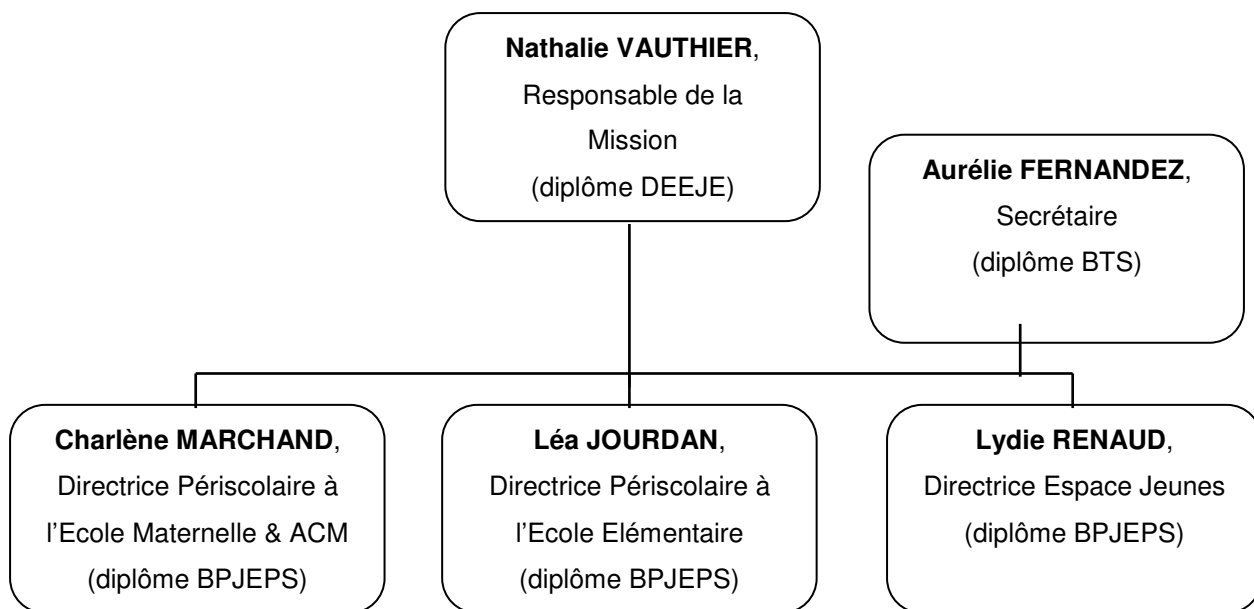 Nathalie VAUTHIER,
Responsable de la
Mission
(diplôme DEEJE)
Aurélie FERNANDEZ,
Secrétaire
(diplôme BTS)
Charlène MARCHAND,
Directrice Périscolaire à
l'Ecole Maternelle & ACM
(diplôme BPJEPS)
Léa JOURDAN,
Directrice Périscolaire à
l'Ecole Elémentaire
(diplôme BPJEPS)
Lydie RENAUD,
Directrice Espace Jeunes
(diplôme BPJEPS)